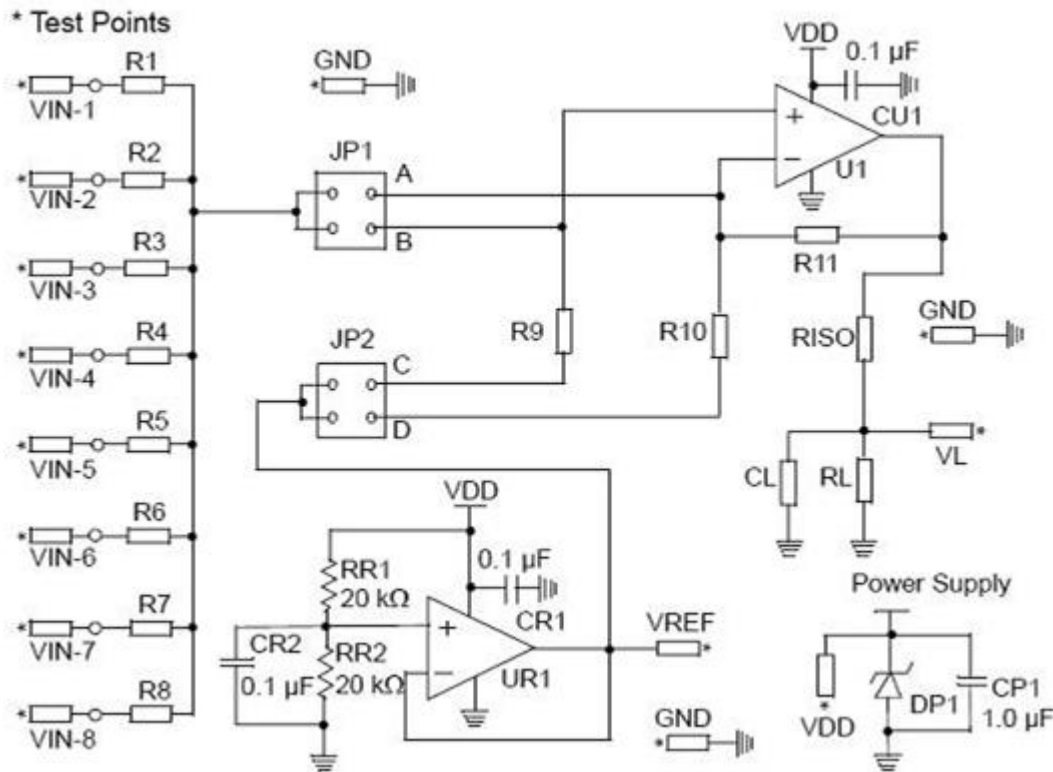 * Test Points
R1
* VIN-1
R2
* VIN-2
R3
* VIN-3
R4
* VIN-4
R5
* VIN-5
R6
* VIN-6
R7
* VIN-7
R8
* VIN-8
GND
*
JP1
A
B
JP2
C
D
R9
R10
VDD
0.1 µF
CU1
+
−
U1
R11
RISO
GND
*
VL
*
CL
RL
VDD
0.1 µF
CR1
RR1
20 kΩ
CR2
0.1 µF
RR2
20 kΩ
+
−
UR1
VREF
*
GND
*
Power Supply
*
VDD
DP1
CP1
1.0 µF